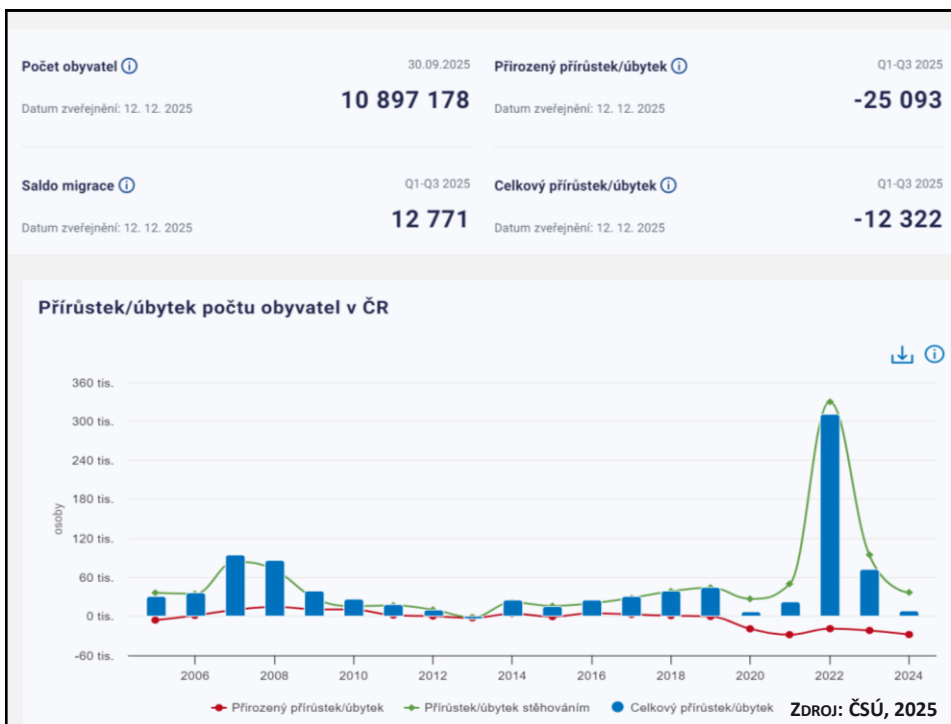 Počet obyvatel
30.09.2025
Datum zveřejnění: 12. 12. 2025
10 897 178
Přirozený přírůstek/úbytek
Q1-Q3 2025
Datum zveřejnění: 12. 12. 2025
-25 093
Saldo migrace
Q1-Q3 2025
Datum zveřejnění: 12. 12. 2025
12 771
Celkový přírůstek/úbytek
Q1-Q3 2025
Datum zveřejnění: 12. 12. 2025
-12 322
Přírůstek/úbytek počtu obyvatel v ČR
360 tis.
300 tis.
240 tis.
180 tis.
120 tis.
60 tis.
0 tis.
-60 tis.
osoby
2006 2008 2010 2012 2014 2016 2018 2020 2022 2024
Přirozený přírůstek/úbytek Přírůstek/úbytek stěhováním Celkový přírůstek/úbytek
ZDROJ: ČSÚ, 2025